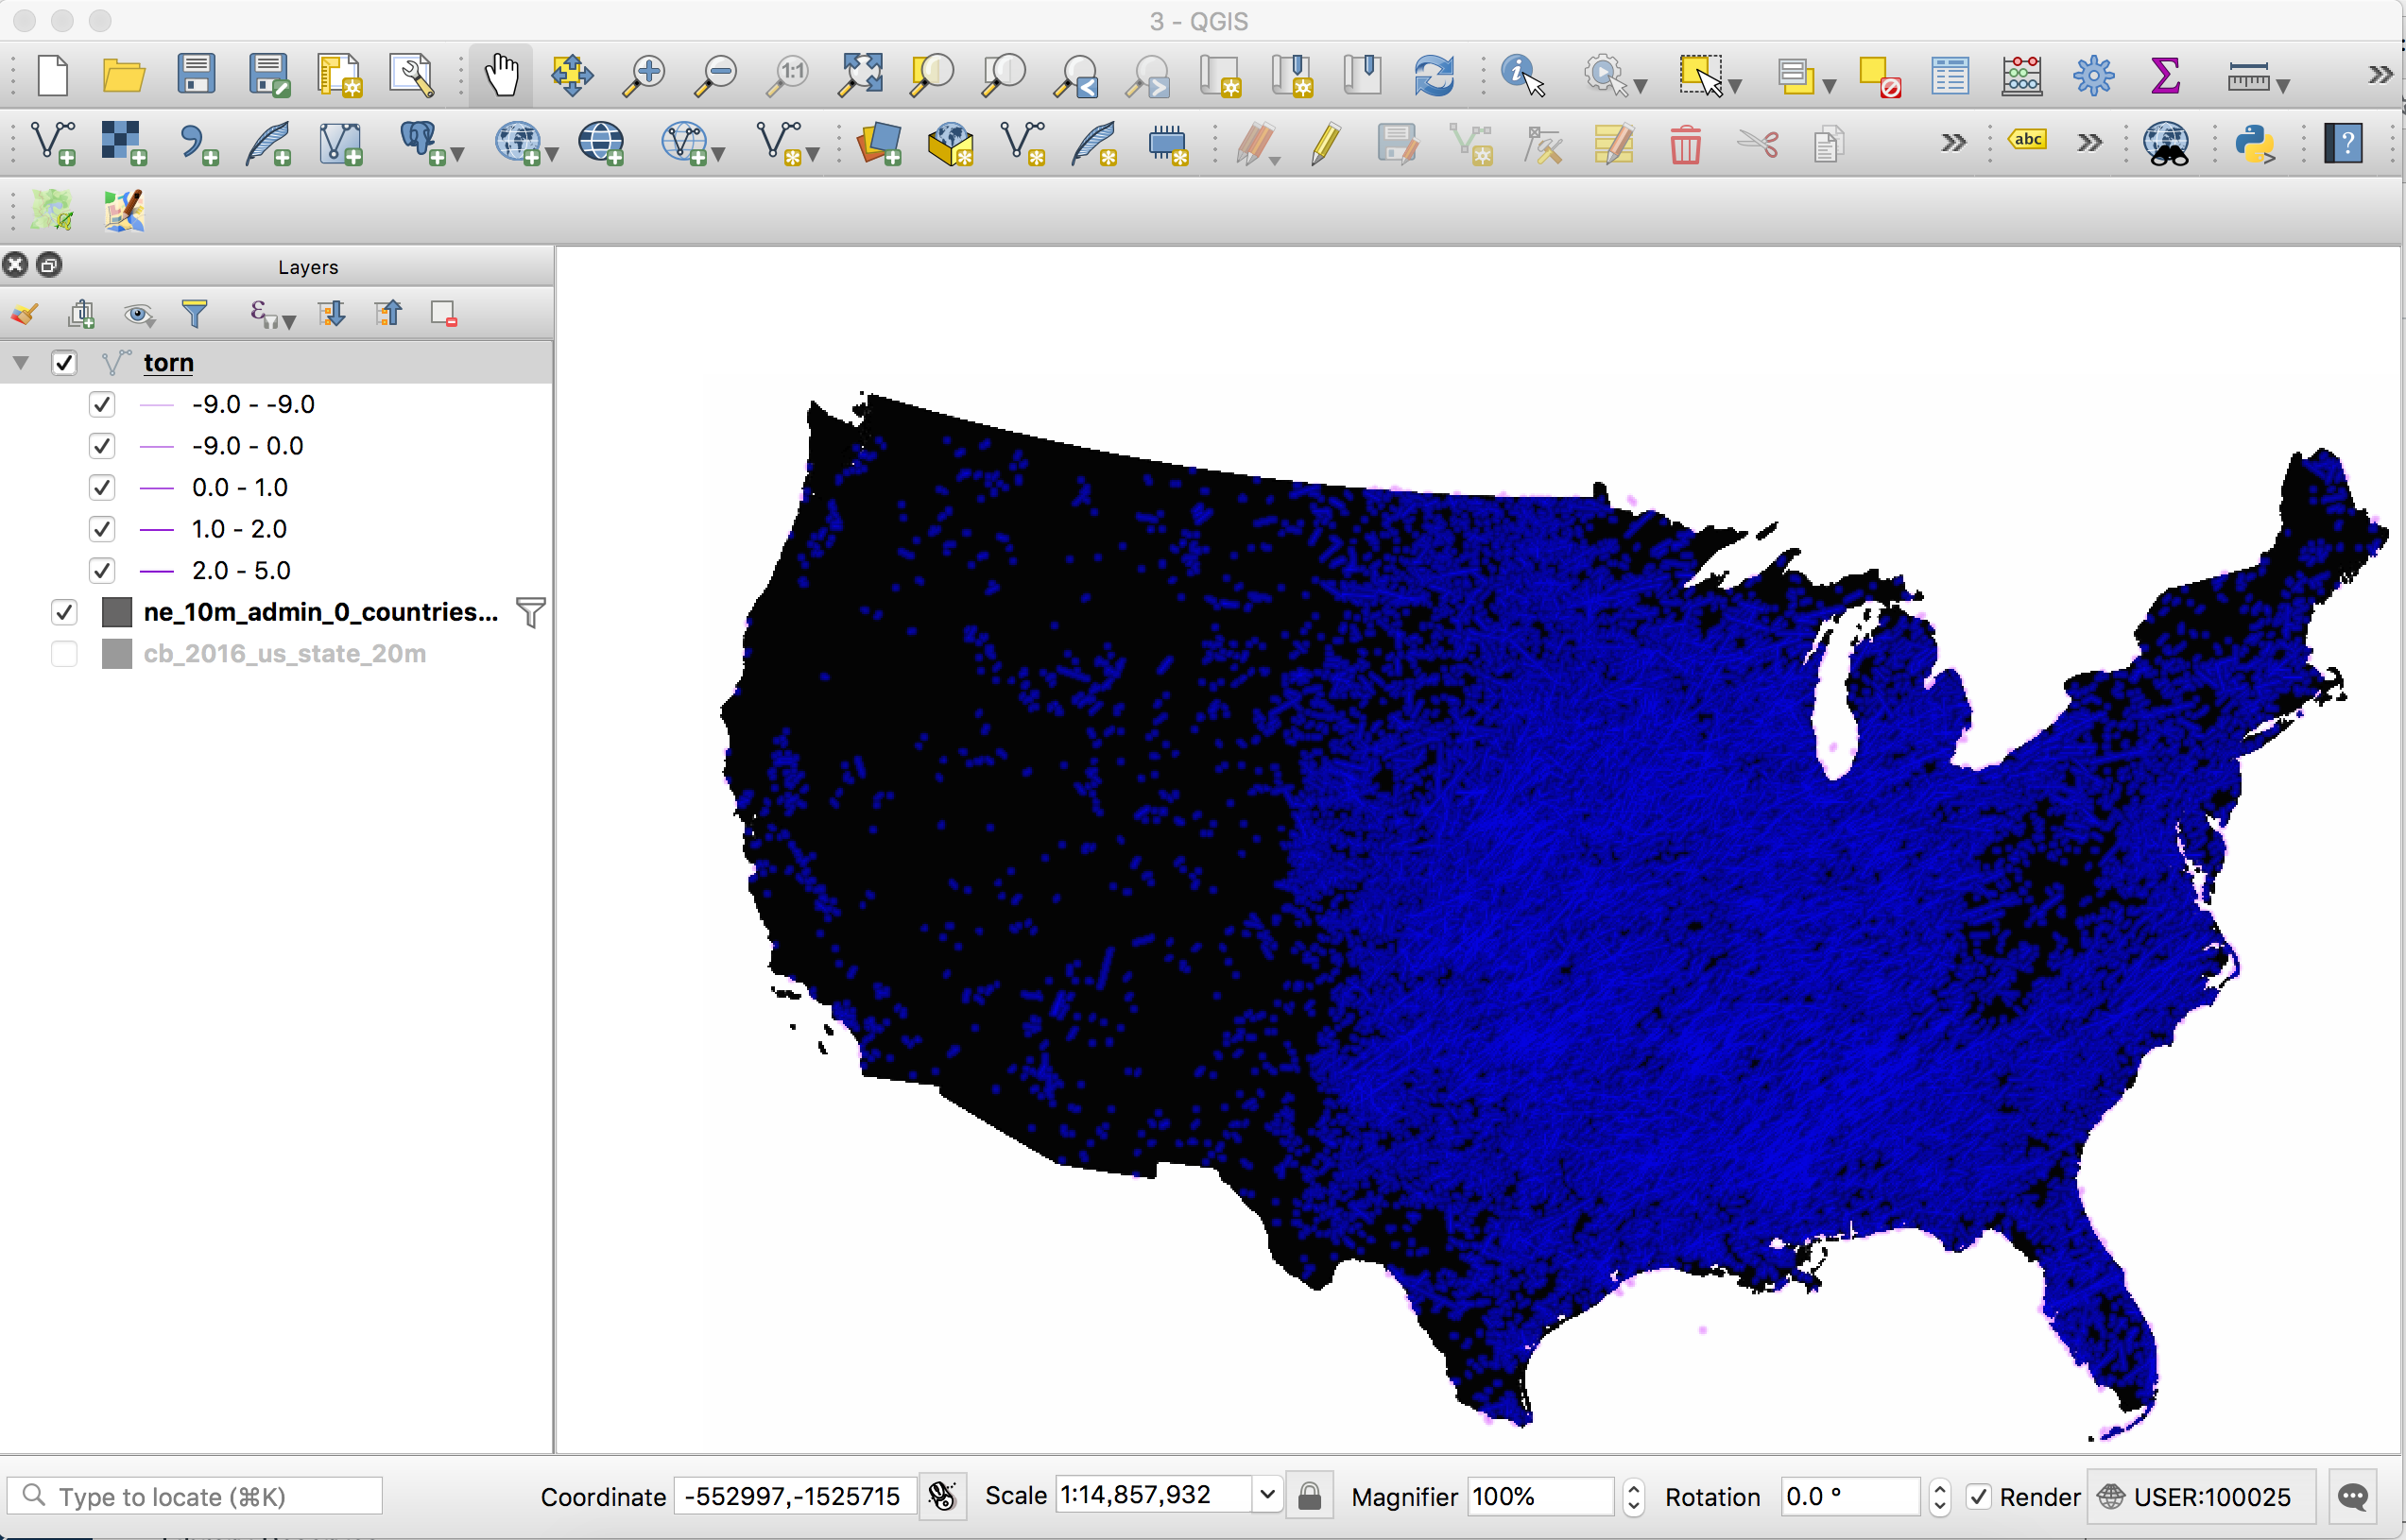 3 - QGIS
1:1
abc
?
Layers
torn
-9.0 - -9.0
-9.0 - 0.0
0.0 - 1.0
1.0 - 2.0
2.0 - 5.0
ne_10m_admin_0_countries...
cb_2016_us_state_20m
Type to locate (⌘K) Coordinate -552997,-1525715 Scale 1:14,857,932 Magnifier 100% Rotation 0.0 ° Render USER:100025